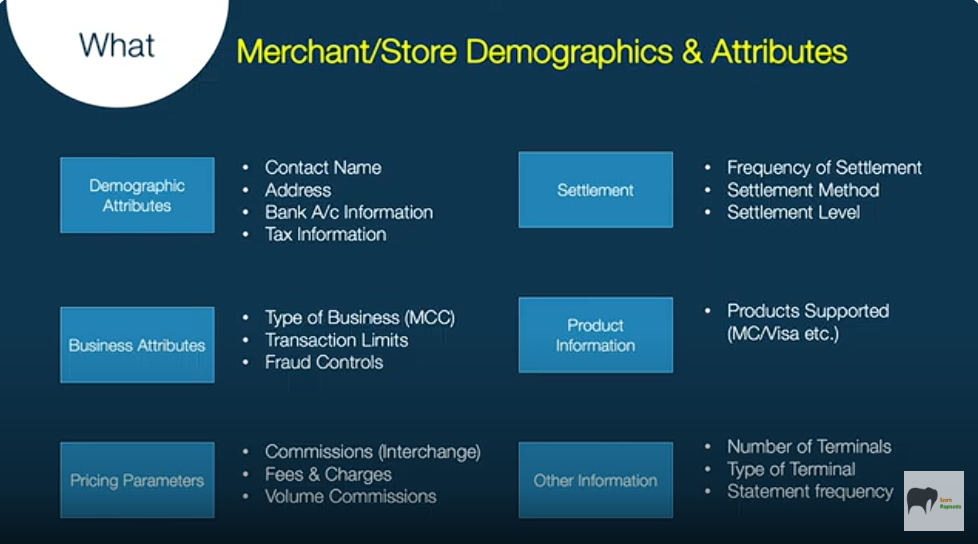 What
Merchant/Store Demographics & Attributes
Demographic
Attributes
• Contact Name
• Address
• Bank A/c Information
• Tax Information
Settlement
• Frequency of Settlement
• Settlement Method
• Settlement Level
Business Attributes
• Type of Business (MCC)
• Transaction Limits
• Fraud Controls
Product
Information
• Products Supported
(MC/Visa etc.)
Pricing Parameters
• Commissions (Interchange)
• Fees & Charges
• Volume Commissions
Other Information
• Number of Terminals
• Type of Terminal
• Statement frequency
Learn
Payments